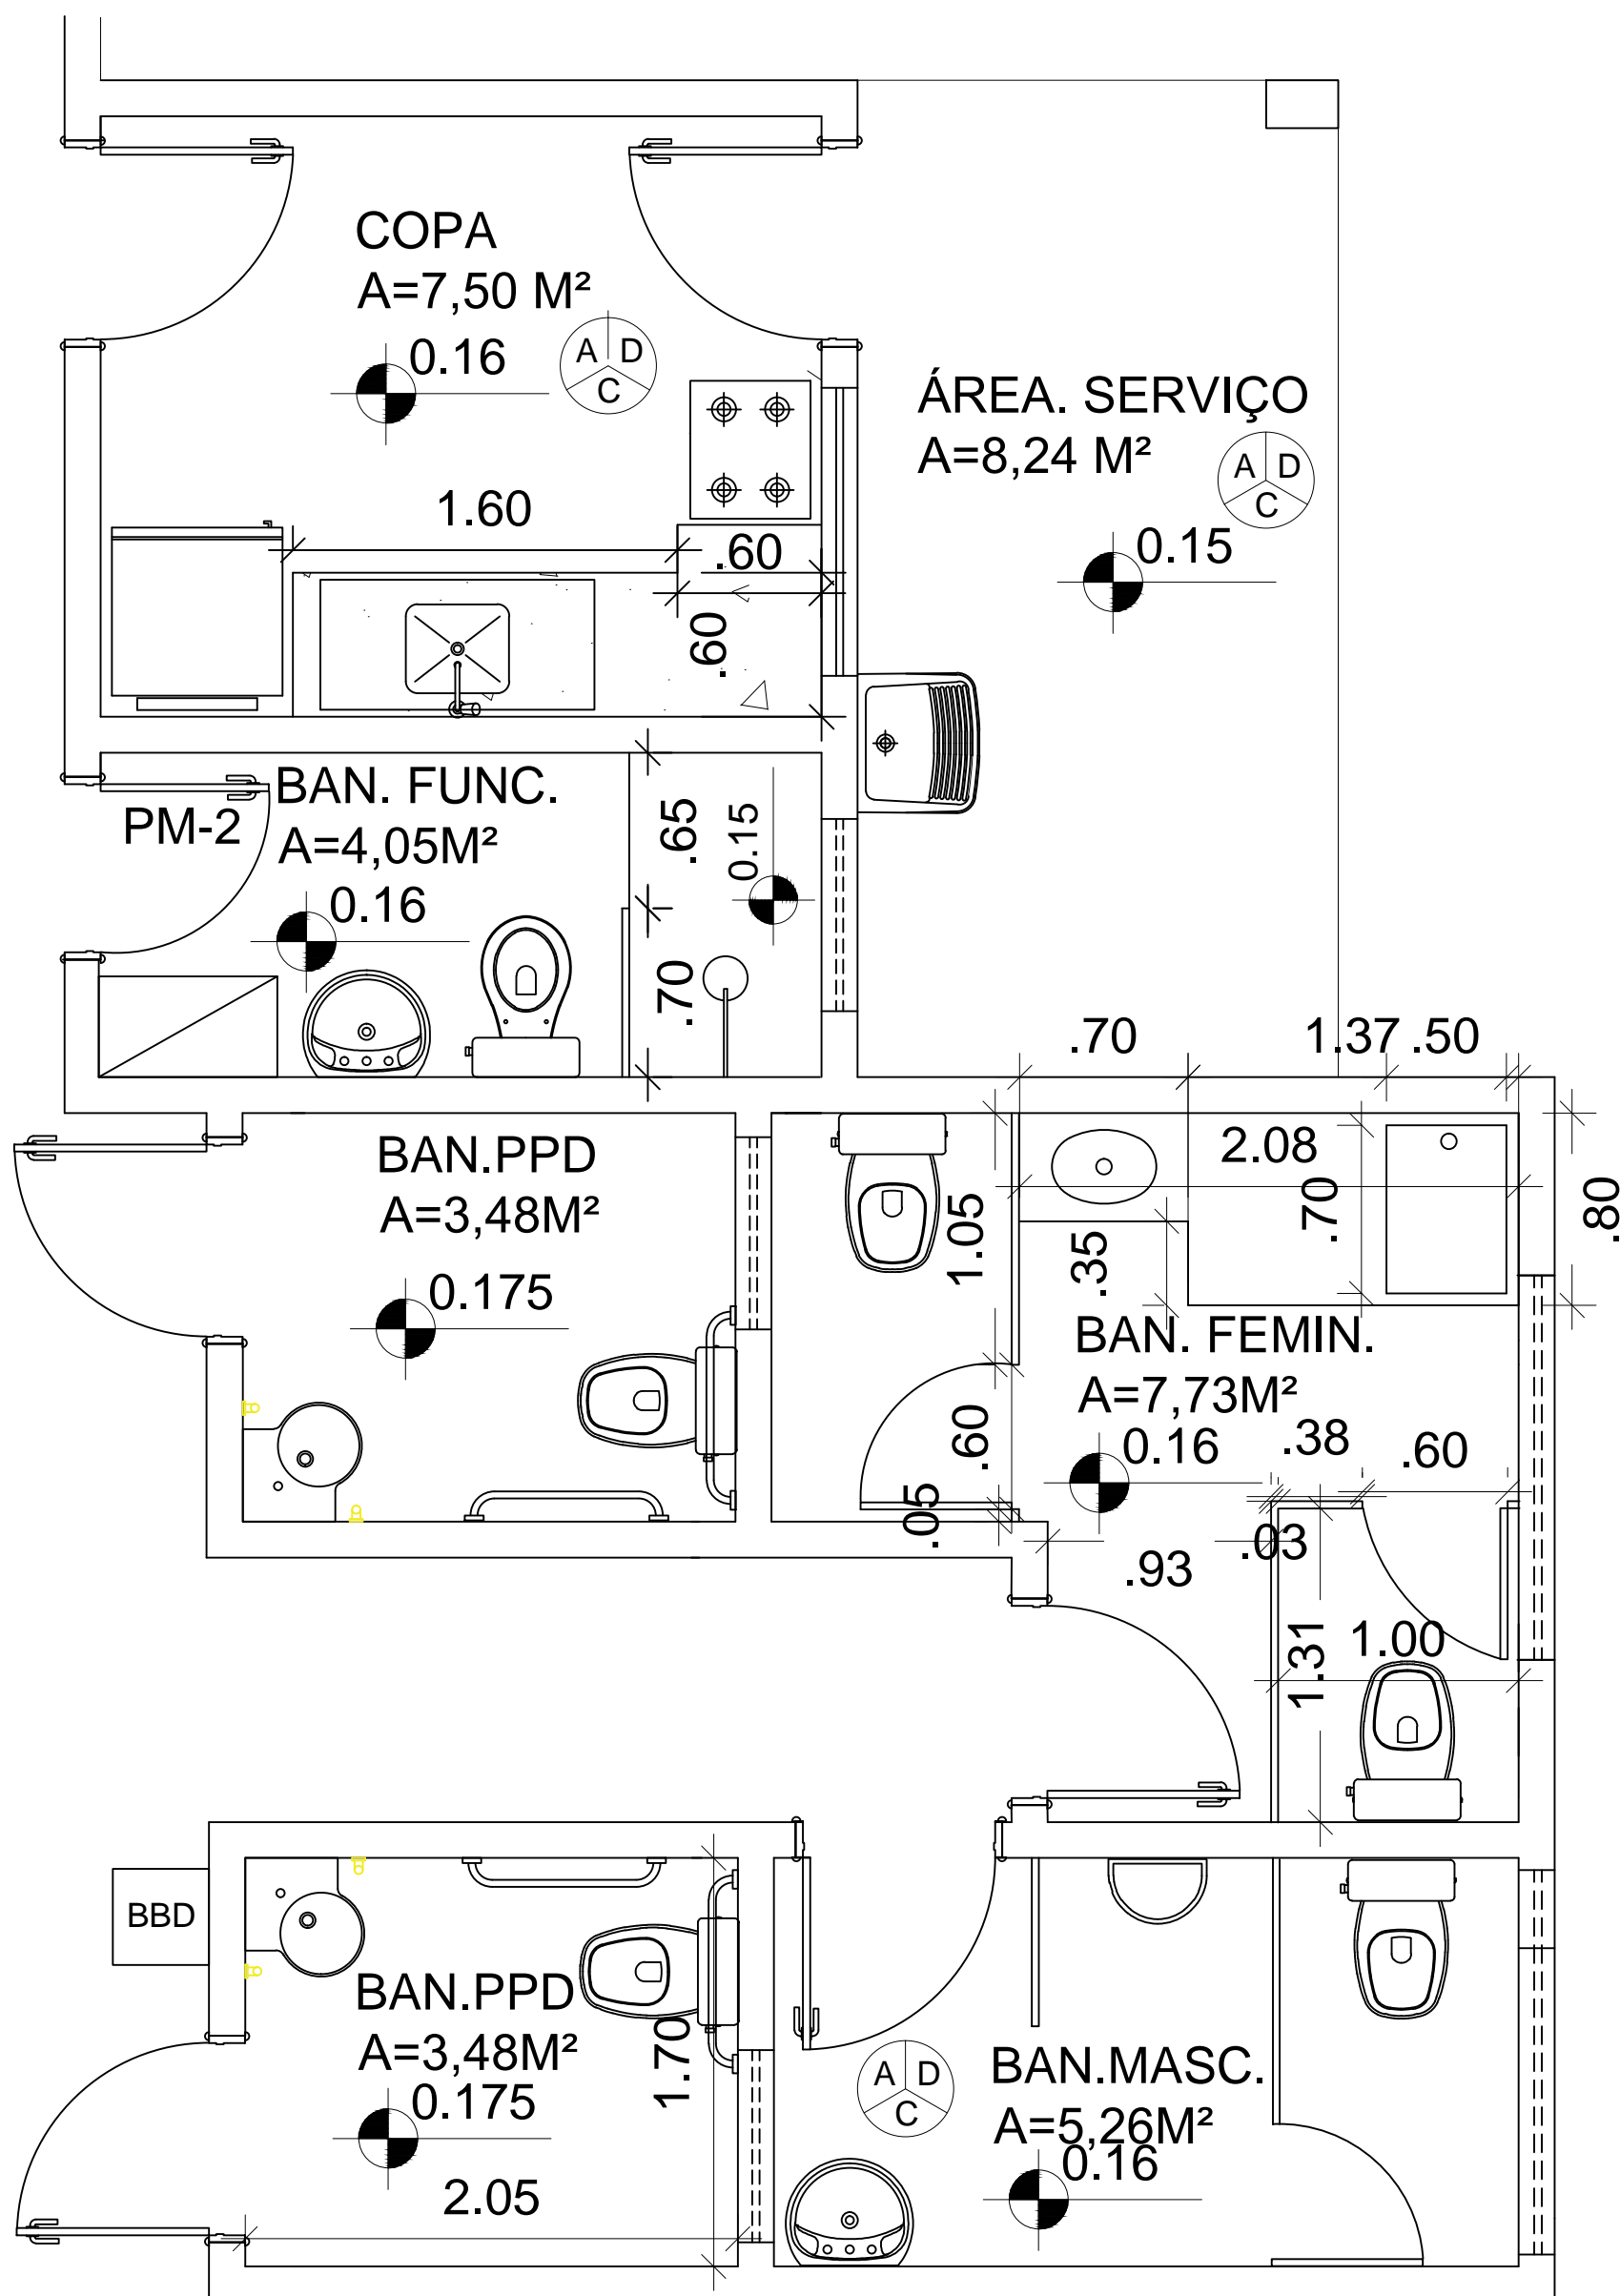 COPA
A=7,50 M²
0.16
A D
C
ÁREA. SERVIÇO
A=8,24 M²
A D
C
0.15
1.60
.60
.60
BAN. FUNC.
A=4,05M²
PM-2
0.16
.65
0.15
.70
.70
1.37
.50
BAN.PPD
A=3,48M²
0.175
2.08
.70
.80
1.05
.35
BAN. FEMIN.
A=7,73M²
0.16
.38
.60
.60
.05
.03
.93
1.31
1.00
BBD
BAN.PPD
A=3,48M²
0.175
1.70
2.05
A D
C
BAN.MASC.
A=5,26M²
0.16